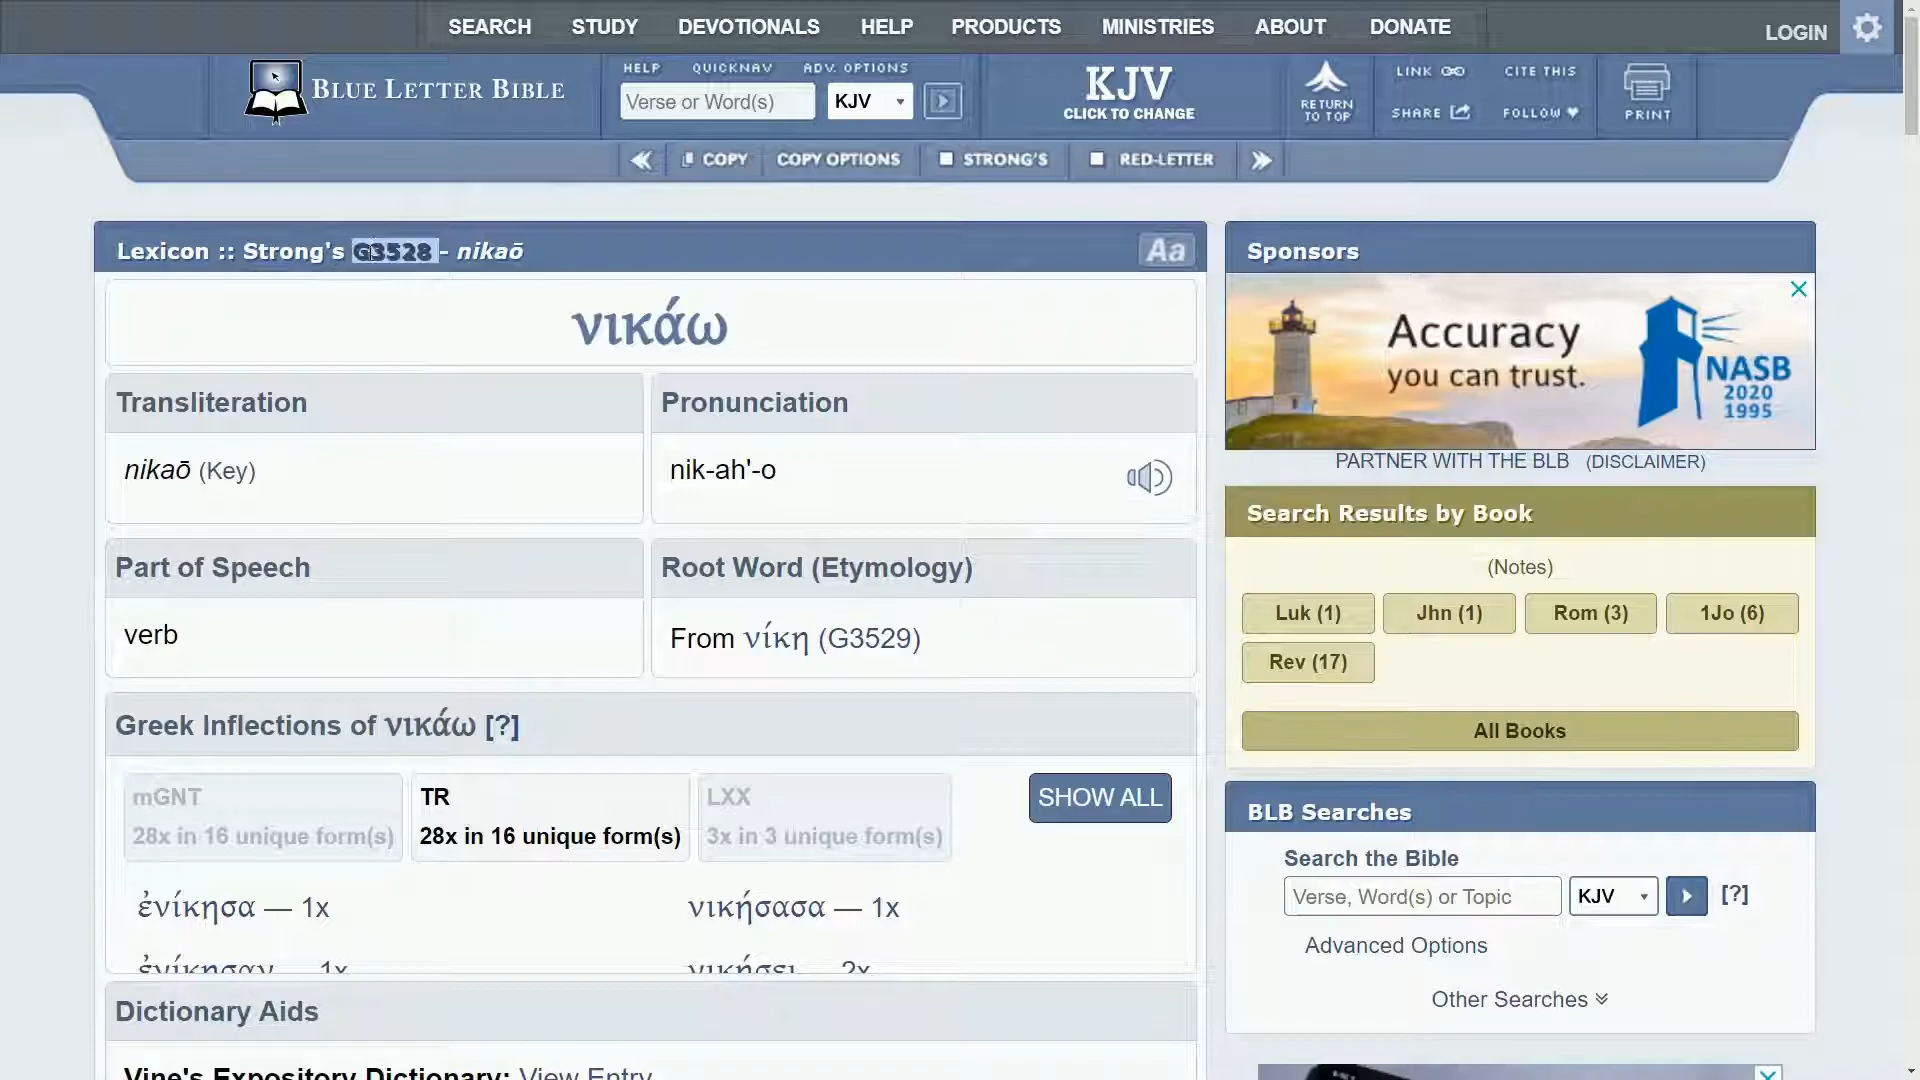 SEARCH STUDY DEVOTIONALS HELP PRODUCTS MINISTRIES ABOUT DONATE
LOGIN
BLUE LETTER BIBLE
HELP QUICKNAV ADV. OPTIONS
Verse or Word(s) KJV
KJV
CLICK TO CHANGE
RETURN
TO TOP
LINK CITE THIS
SHARE FOLLOW
PRINT
COPY COPY OPTIONS STRONG'S RED-LETTER
Lexicon :: Strong's G3528 - nikaō
Aa
νικάω
Transliteration
nikaō (Key)
Pronunciation
nik-ah'-o
Part of Speech
verb
Root Word (Etymology)
From νίκη (G3529)
Greek Inflections of νικάω [?]
mGNT
28x in 16 unique form(s)
TR
28x in 16 unique form(s)
LXX
3x in 3 unique form(s)
SHOW ALL
ἐνίκησα — 1x
νικήσασα — 1x
ἐνίκησαν — 1x
νικήσει — 2x
Dictionary Aids
Vine's Expository Dictionary: View Entry
Sponsors
Accuracy
you can trust.
NASB
2020
1995
PARTNER WITH THE BLB (DISCLAIMER)
Search Results by Book
(Notes)
Luk (1) Jhn (1) Rom (3) 1Jo (6)
Rev (17)
All Books
BLB Searches
Search the Bible
Verse, Word(s) or Topic KJV [?]
Advanced Options
Other Searches